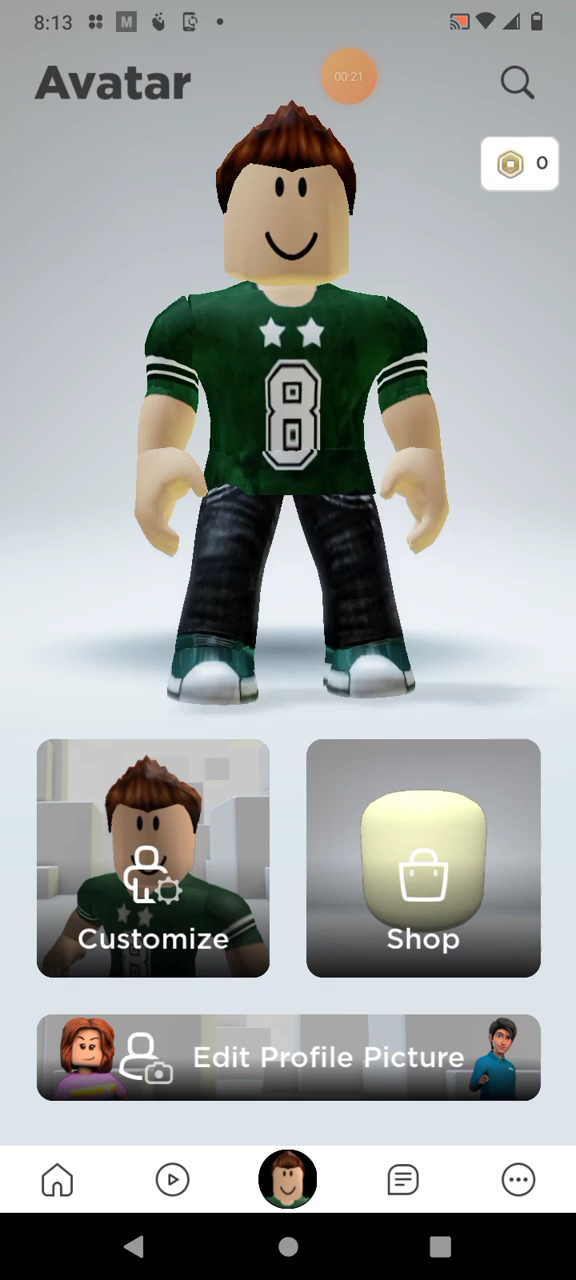 8:13 M
Avatar
00:21
0
8
Customize
Shop
Edit Profile Picture